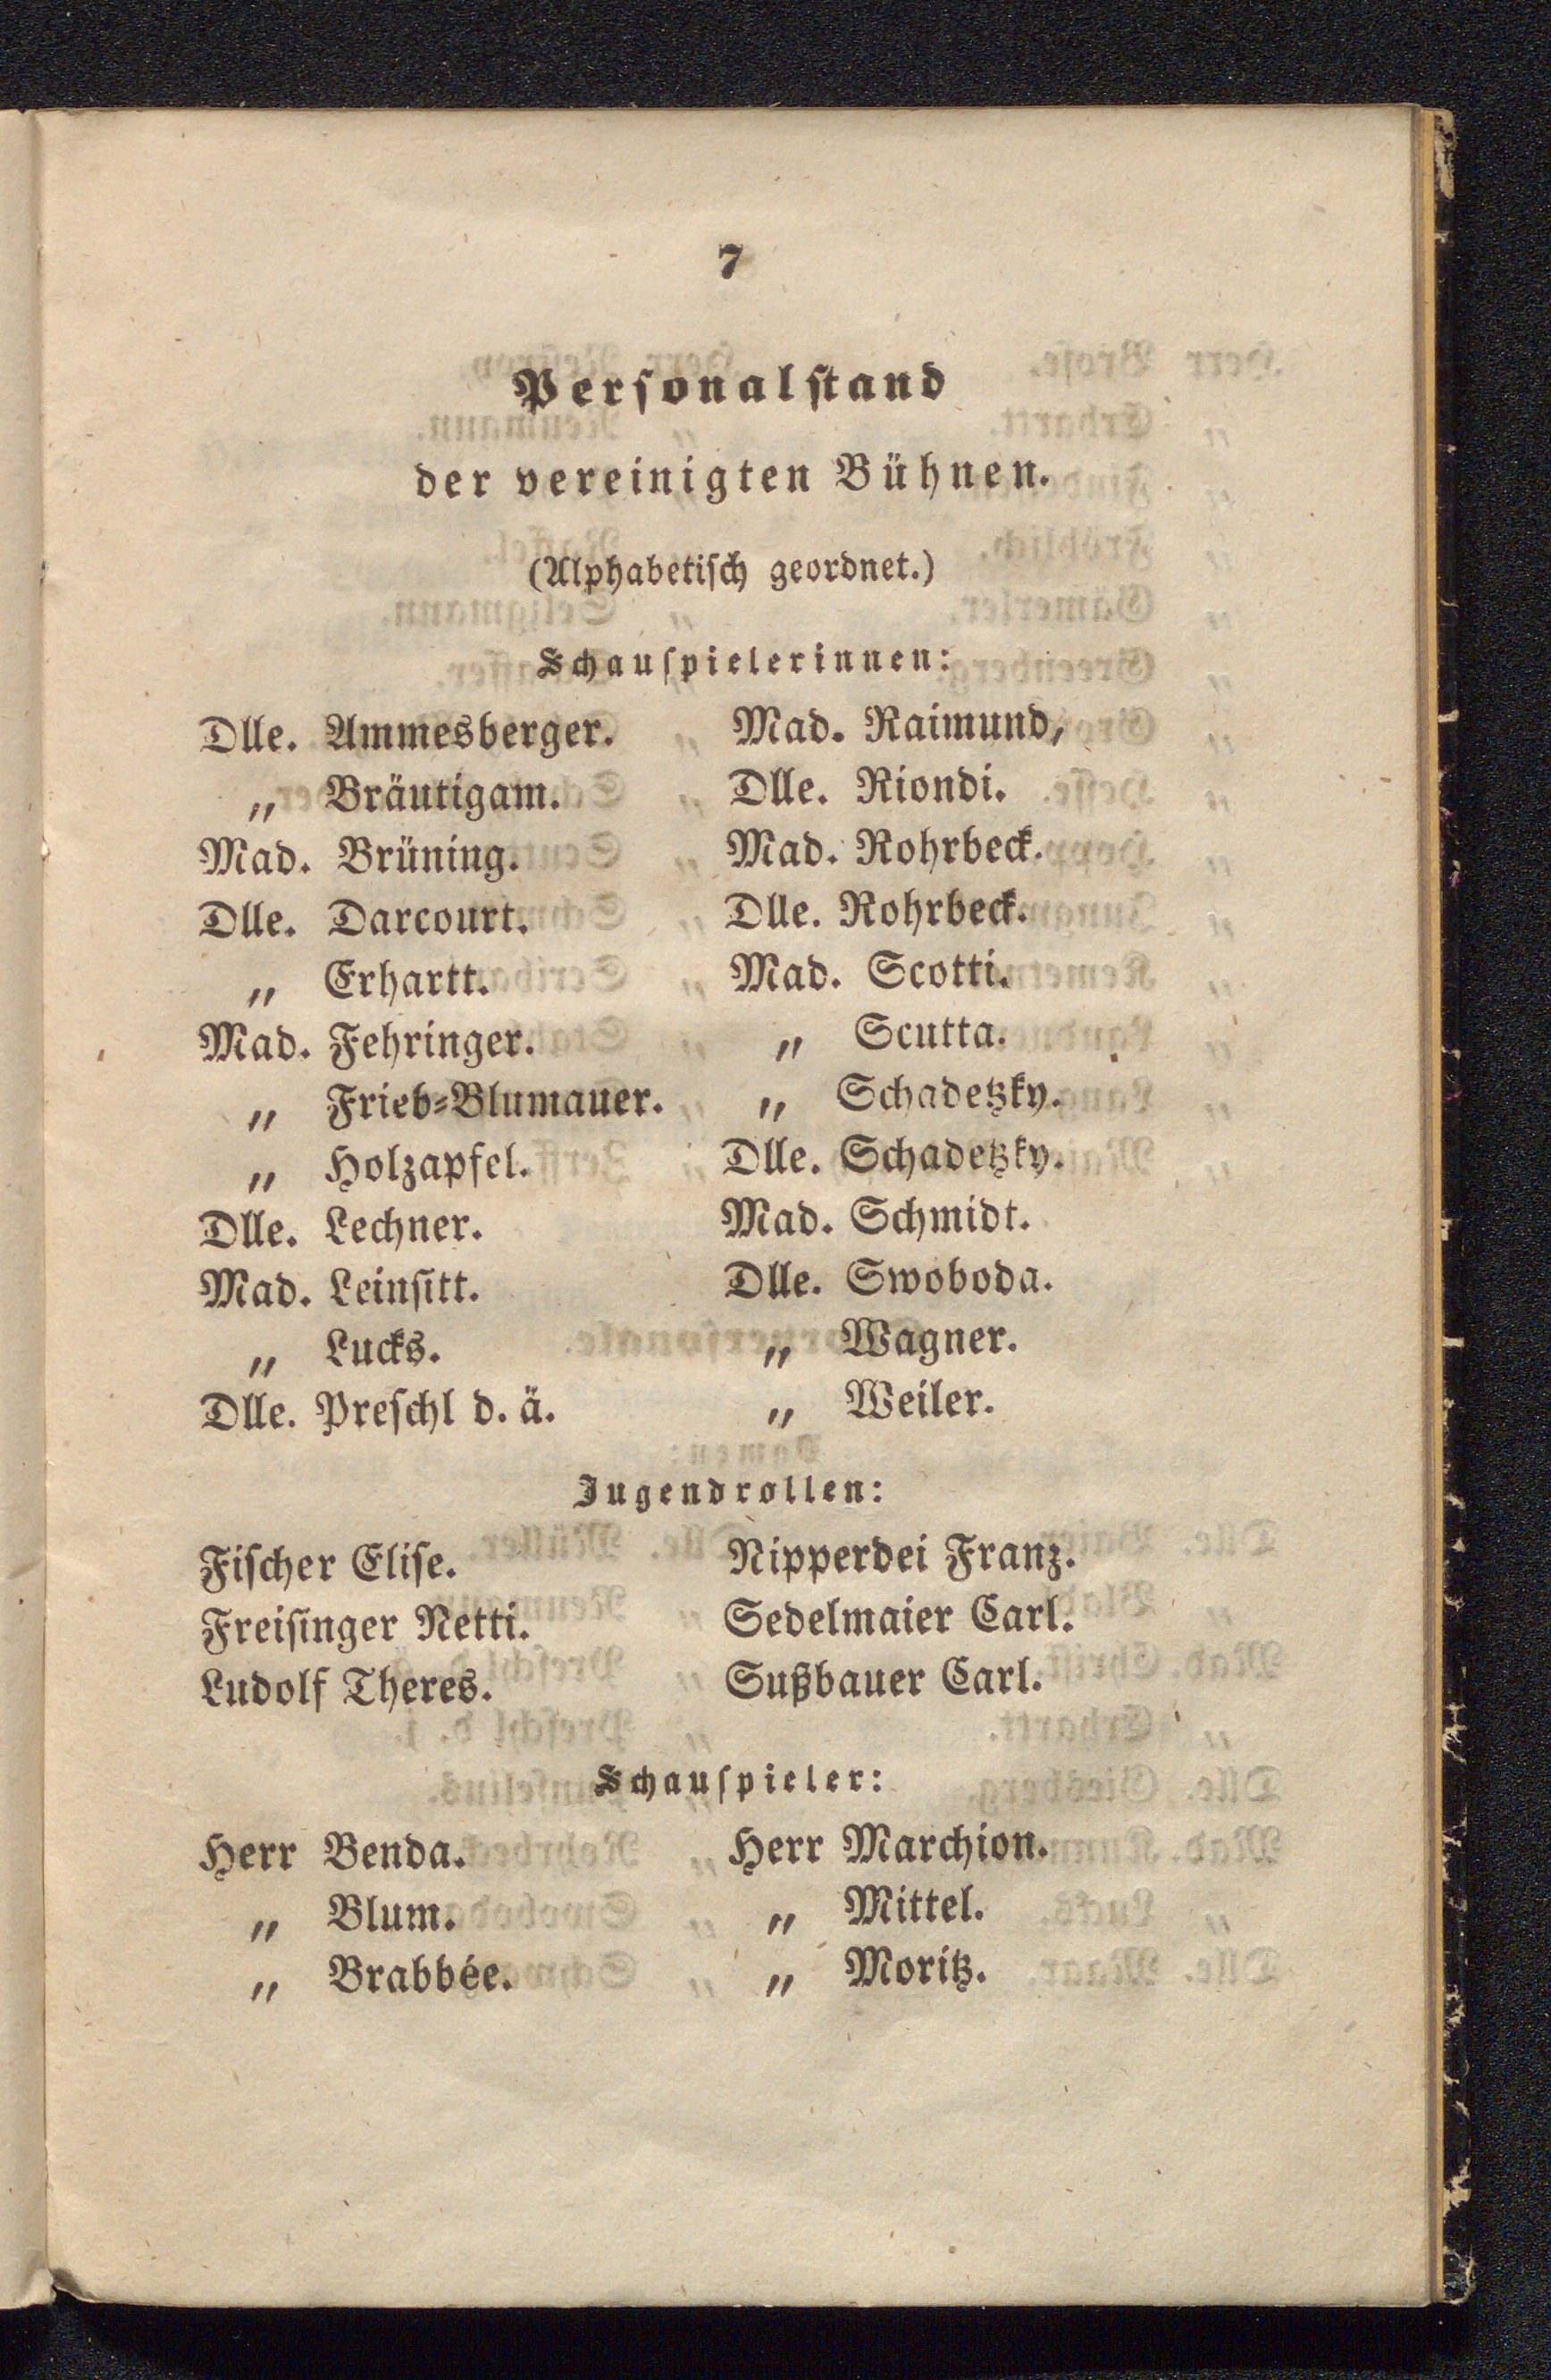 7
Personalstand
der vereinigten Bühnen.
(Alphabetisch geordnet.)
Schauspielerinnen:
Dlle. Ammesberger.
„ Bräutigam.
Mad. Brüning.
Dlle. Darcourt.
„ Erhartt.
Mad. Fehringer.
„ Frieb-Blumauer.
„ Holzapfel.
Dlle. Lechner.
Mad. Leinsitt.
„ Lucks.
Dlle. Preschl d. ä.
Mad. Raimund,
Dlle. Riondi.
Mad. Rohrbeck.
Dlle. Rohrbeck.
Mad. Scotti.
„ Scutta.
„ Schadetzky.
Dlle. Schadetzky.
Mad. Schmidt.
Dlle. Swoboda.
„ Wagner.
„ Weiler.
Jugendrollen:
Fischer Elise.
Freisinger Netti.
Ludolf Theres.
Nipperdei Franz.
Sedelmaier Carl.
Sußbauer Carl.
Schauspieler:
Herr Benda.
„ Blum.
„ Brabbée.
Herr Marchion.
„ Mittel.
„ Moritz.